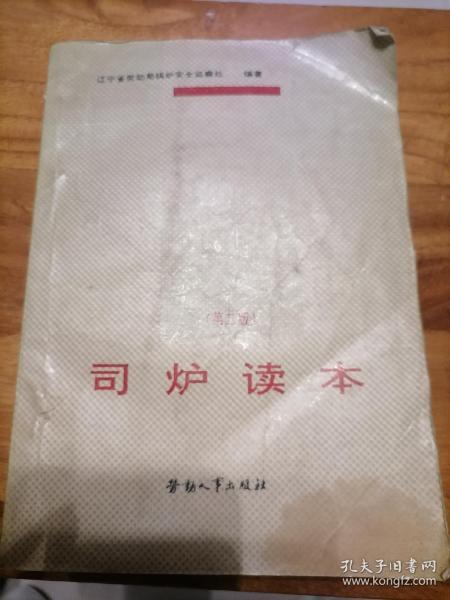 辽宁省劳动局锅炉安全监察处 编著
（第二版）
司炉读本
劳动人事出版社
孔夫子旧书网
www.kongfz.com